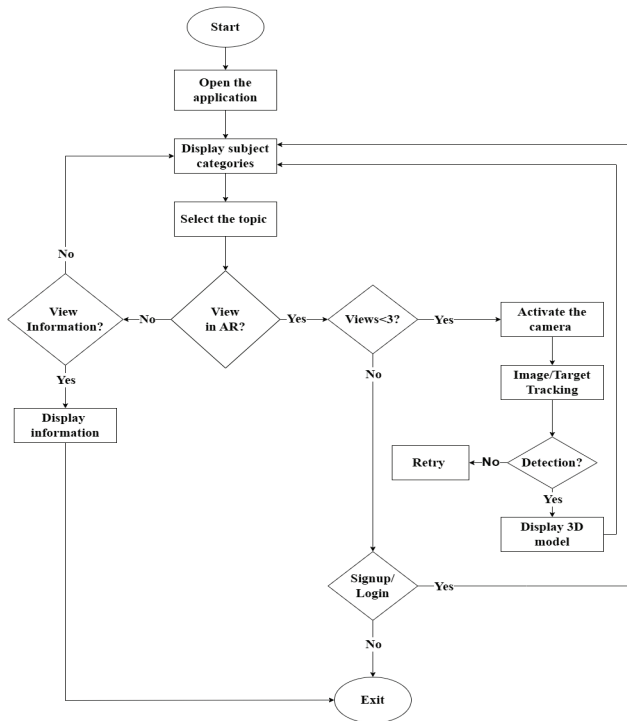 Start
Open the
application
Display subject
categories
Select the topic
No
View
Information?
No
View
in AR?
Yes
Views<3?
Yes
Activate the
camera
Image/Target
Tracking
No
Yes
Display
information
Retry
No
Detection?
Yes
Display 3D
model
Signup/
Login
Yes
No
Exit